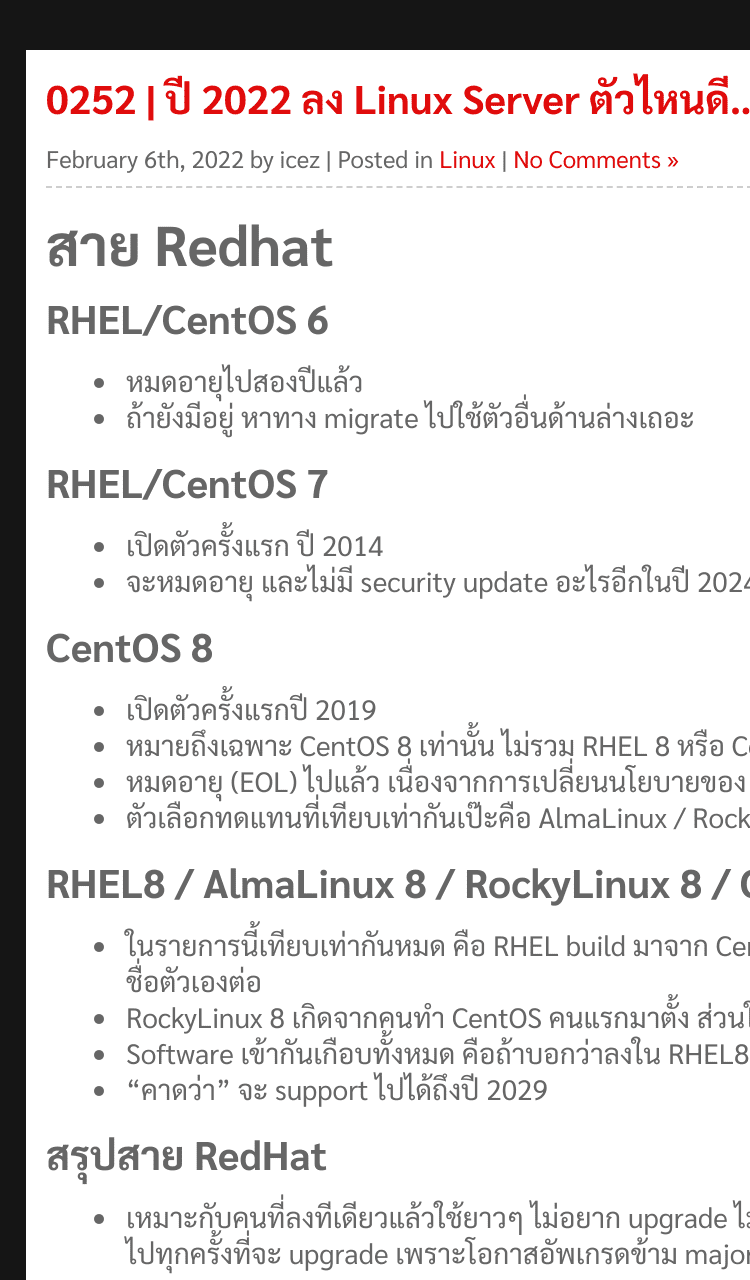 0252 | ปี 2022 ลง Linux Server ตัวไหนดี..
February 6th, 2022 by icez | Posted in Linux | No Comments »
สาย Redhat
RHEL/CentOS 6
• หมดอายุไปสองปีแล้ว
• ถ้ายังมีอยู่ หาทาง migrate ไปใช้ตัวอื่นด้านล่างเถอะ
RHEL/CentOS 7
• เปิดตัวครั้งแรก ปี 2014
• จะหมดอายุ และไม่มี security update อะไรอีกในปี 2024
CentOS 8
• เปิดตัวครั้งแรกปี 2019
• หมายถึงเฉพาะ CentOS 8 เท่านั้น ไม่รวม RHEL 8 หรือ
• หมดอายุ (EOL) ไปแล้ว เนื่องจากการเปลี่ยนนโยบายของ
• ตัวเลือกทดแทนที่เทียบเท่ากันเป๊ะคือ AlmaLinux / Rock
RHEL8 / AlmaLinux 8 / RockyLinux 8 /
• ในรายการนี้เทียบเท่ากันหมด คือ RHEL build มาจาก
ชื่อตัวเองต่อ
• RockyLinux 8 เกิดจากคนทำ CentOS คนแรกมาตั้ง
• Software เข้ากันเกือบทั้งหมด คือถ้าบอกว่าลงใน RHEL8
• “คาดว่า” จะ support ไปได้ถึงปี 2029
สรุปสาย RedHat
• เหมาะกับคนที่ลงทีเดียวแล้วใช้ยาวๆ ไม่อยาก upgrade
ไปทุกครั้งที่จะ upgrade เพราะโอกาสอัพเกรดข้าม major